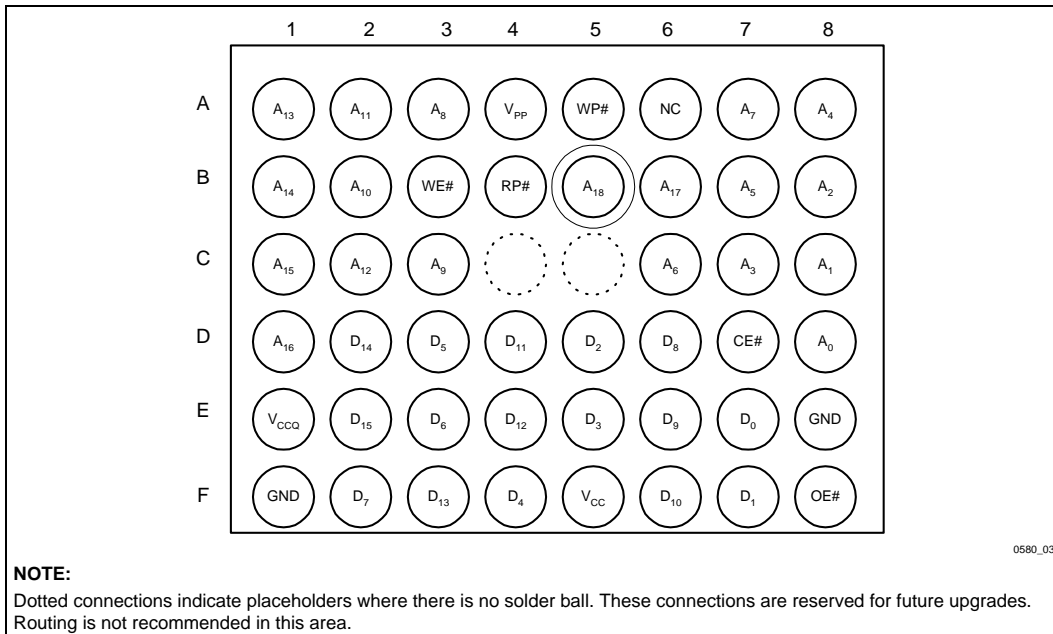 1 2 3 4 5 6 7 8
A A13 A11 A8 VPP WP# NC A7 A4
B A14 A10 WE# RP# A18 A17 A5 A2
C A15 A12 A9 A6 A3 A1
D A16 D14 D5 D11 D2 D8 CE# A0
E VCCQ D15 D6 D12 D3 D9 D0 GND
F GND D7 D13 D4 VCC D10 D1 OE#
0580_03
NOTE:
Dotted connections indicate placeholders where there is no solder ball. These connections are reserved for future upgrades.
Routing is not recommended in this area.